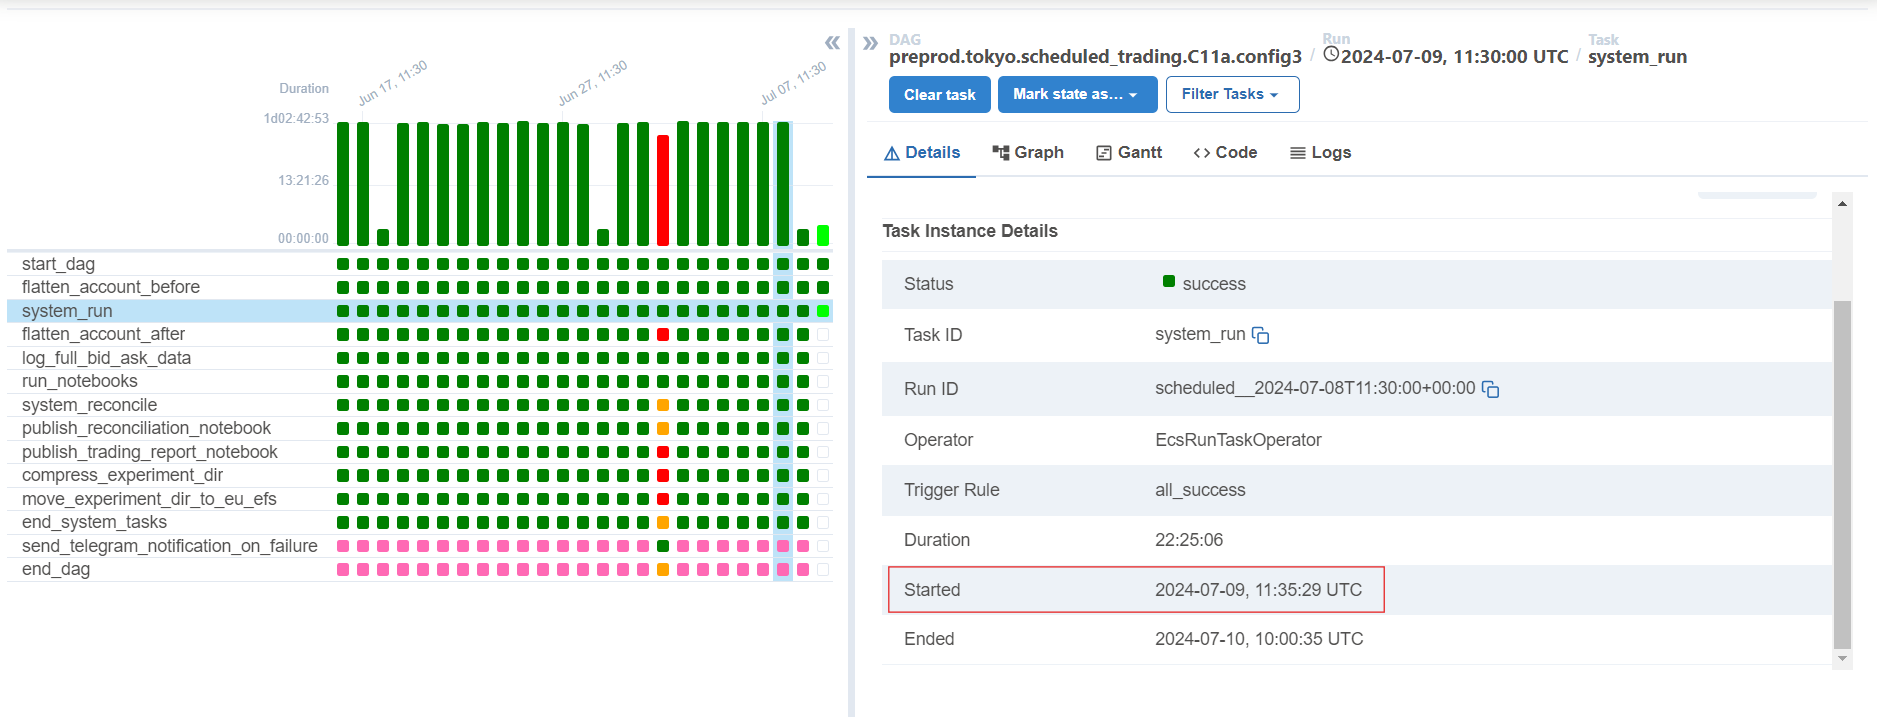 Duration
Jun 17, 11:30
Jun 27, 11:30
Jul 07, 11:30
1d02:42:53
13:21:26
00:00:00
start_dag
flatten_account_before
system_run
flatten_account_after
log_full_bid_ask_data
run_notebooks
system_reconcile
publish_reconciliation_notebook
publish_trading_report_notebook
compress_experiment_dir
move_experiment_dir_to_eu_efs
end_system_tasks
send_telegram_notification_on_failure
end_dag
DAG
preprod.tokyo.scheduled_trading.C11a.config3
/
Run
2024-07-09, 11:30:00 UTC
/
Task
system_run
Clear task Mark state as... Filter Tasks
Details Graph Gantt Code Logs
Task Instance Details
Status success
Task ID system_run
Run ID scheduled__2024-07-08T11:30:00+00:00
Operator EcsRunTaskOperator
Trigger Rule all_success
Duration 22:25:06
Started 2024-07-09, 11:35:29 UTC
Ended 2024-07-10, 10:00:35 UTC